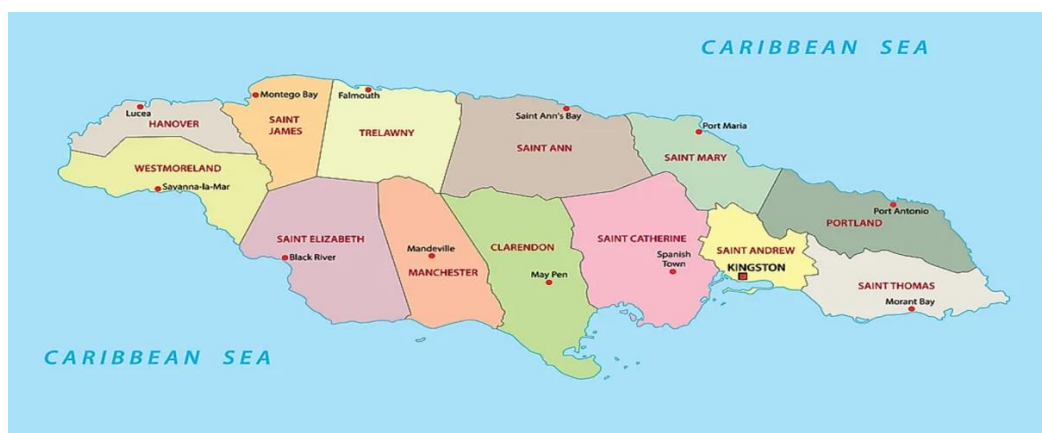 CARIBBEAN SEA
Montego Bay
Falmouth
Lucea
HANOVER
SAINT
JAMES
TRELAWNY
Saint Ann's Bay
SAINT ANN
Port Maria
SAINT MARY
WESTMORELAND
Savanna-la-Mar
Port Antonio
PORTLAND
SAINT ELIZABETH
Black River
Mandeville
MANCHESTER
CLARENDON
May Pen
SAINT CATHERINE
Spanish
Town
SAINT ANDREW
KINGSTON
SAINT THOMAS
Morant Bay
CARIBBEAN SEA